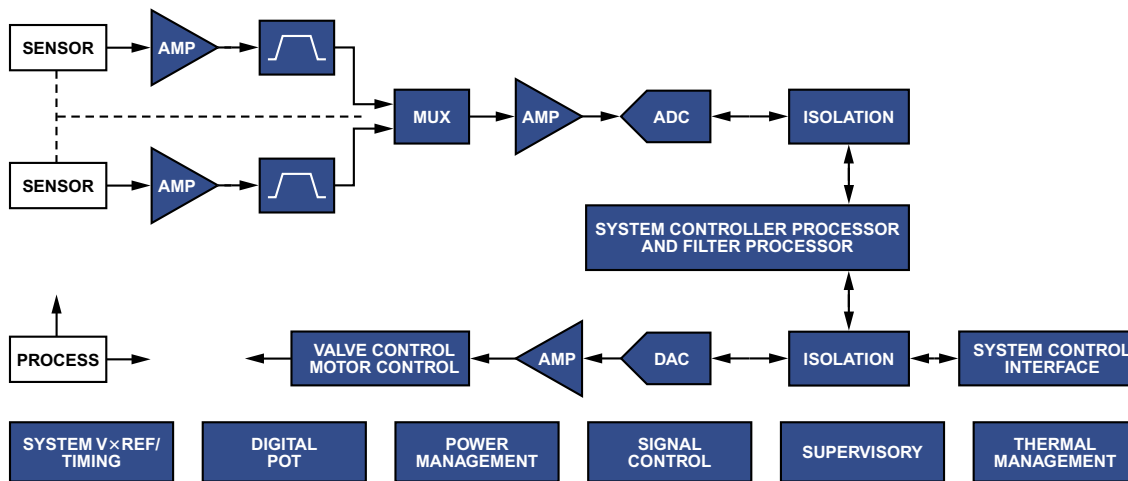 SENSOR
AMP
MUX
AMP
ADC
ISOLATION
SENSOR
AMP
SYSTEM CONTROLLER PROCESSOR
AND FILTER PROCESSOR
PROCESS
VALVE CONTROL
MOTOR CONTROL
AMP
DAC
ISOLATION
SYSTEM CONTROL
INTERFACE
SYSTEM V×REF/
TIMING
DIGITAL
POT
POWER
MANAGEMENT
SIGNAL
CONTROL
SUPERVISORY
THERMAL
MANAGEMENT